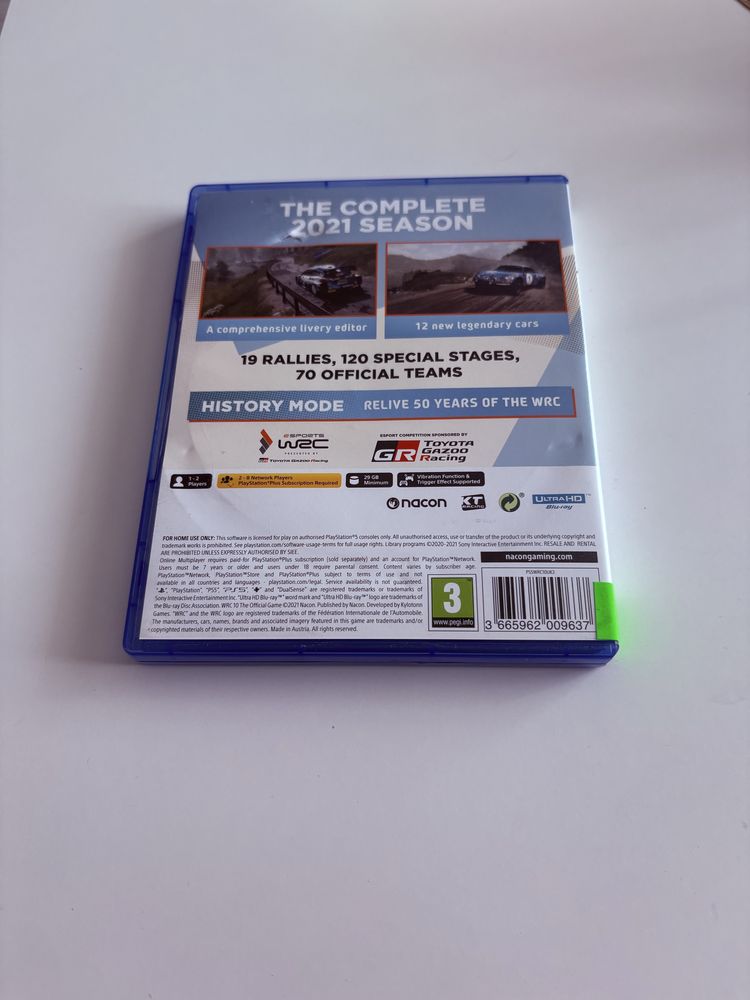 THE COMPLETE
2021 SEASON
A comprehensive livery editor
12 new legendary cars
19 RALLIES, 120 SPECIAL STAGES,
70 OFFICIAL TEAMS
HISTORY MODE RELIVE 50 YEARS OF THE WRC
ESPORTS
WRC
PRESENTED BY
TOYOTA GAZOO Racing
ESPORT COMPETITION SPONSORED BY
GR TOYOTA
GAZOO
Racing
1 - 2
Players
2 - 8 Network Players
PlayStation®Plus Subscription Required
29 GB
Minimum
Vibration Function &
Trigger Effect Supported
nacon
KT
RACING
ULTRA HD
Blu-ray
FOR HOME USE ONLY: This software is licensed for play on authorised PlayStation®5 consoles only. All unauthorised access, use or transfer of the product or its underlying copyright and
trademark works is prohibited. See playstation.com/software-usage-terms for full usage rights. Library programs ©2020-2021 Sony Interactive Entertainment Inc. RESALE AND RENTAL
ARE PROHIBITED UNLESS EXPRESSLY AUTHORISED BY SIEE.
Online Multiplayer requires paid-for PlayStation®Plus subscription (sold separately) and an account for PlayStation™Network.
Users must be 7 years or older and users under 18 require parental consent. Content varies by subscriber age.
PlayStation™Network, PlayStation™Store and PlayStation®Plus subject to terms of use and not
available in all countries and languages - playstation.com/legal. Service availability is not guaranteed.
"PlayStation", "PS5", "PS5", and "DualSense" are registered trademarks or trademarks of
Sony Interactive Entertainment Inc. "Ultra HD Blu-ray™" word mark and "Ultra HD Blu-ray™" logo are trademarks of
the Blu-ray Disc Association. WRC 10 The Official Game ©2021 Nacon. Published by Nacon. Developed by Kylotonn
Games. "WRC" and the WRC logo are registered trademarks of the Fédération Internationale de l'Automobile.
The manufacturers, cars, names, brands and associated imagery featured in this game are trademarks and/or
copyrighted materials of their respective owners. Made in Austria. All rights reserved.
nacongaming.com
3
www.pegi.info
PS5WRC10UK3
3 665962 009637